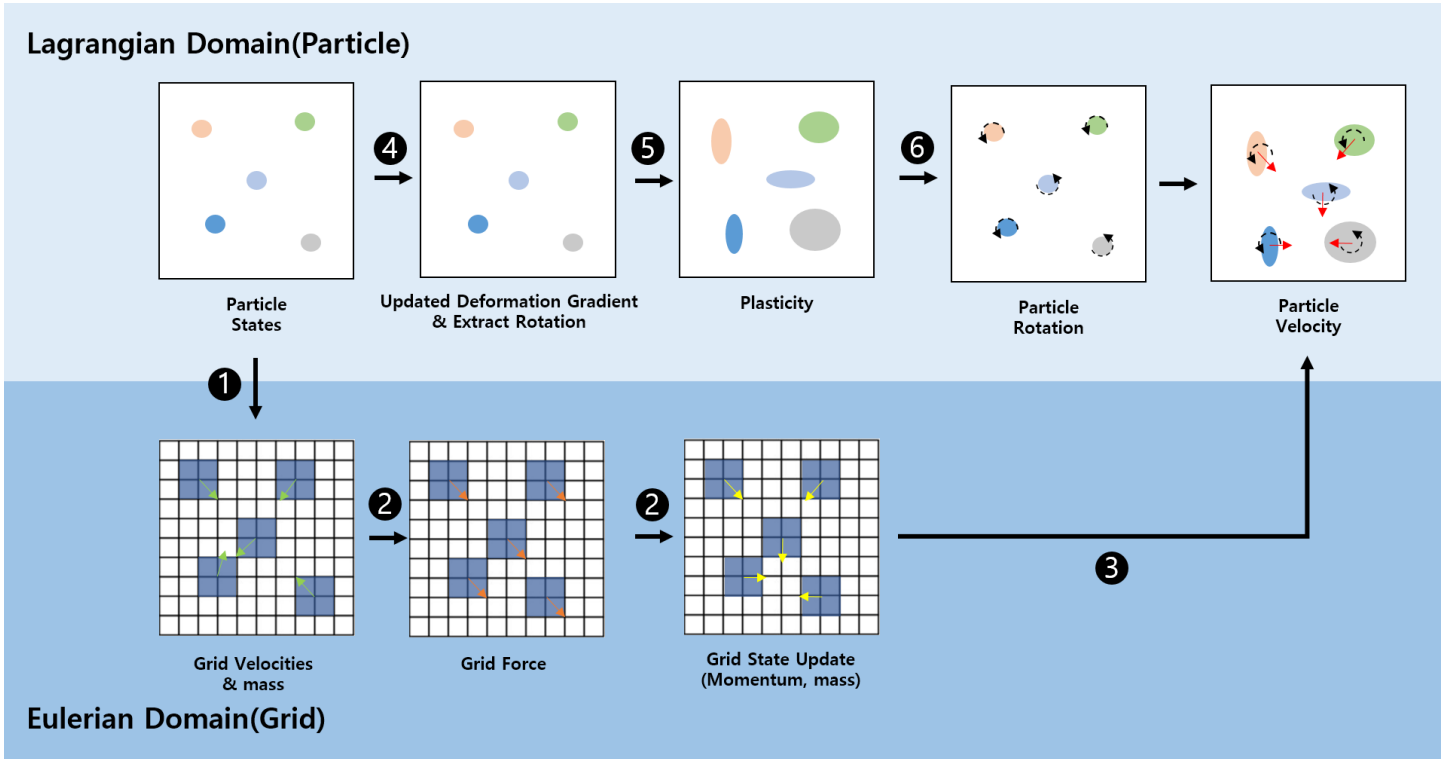 Lagrangian Domain(Particle)
4
5
6
Particle
States
Updated Deformation Gradient
& Extract Rotation
Plasticity
Particle
Rotation
Particle
Velocity
1
2
2
3
Grid Velocities
& mass
Grid Force
Grid State Update
(Momentum, mass)
Eulerian Domain(Grid)